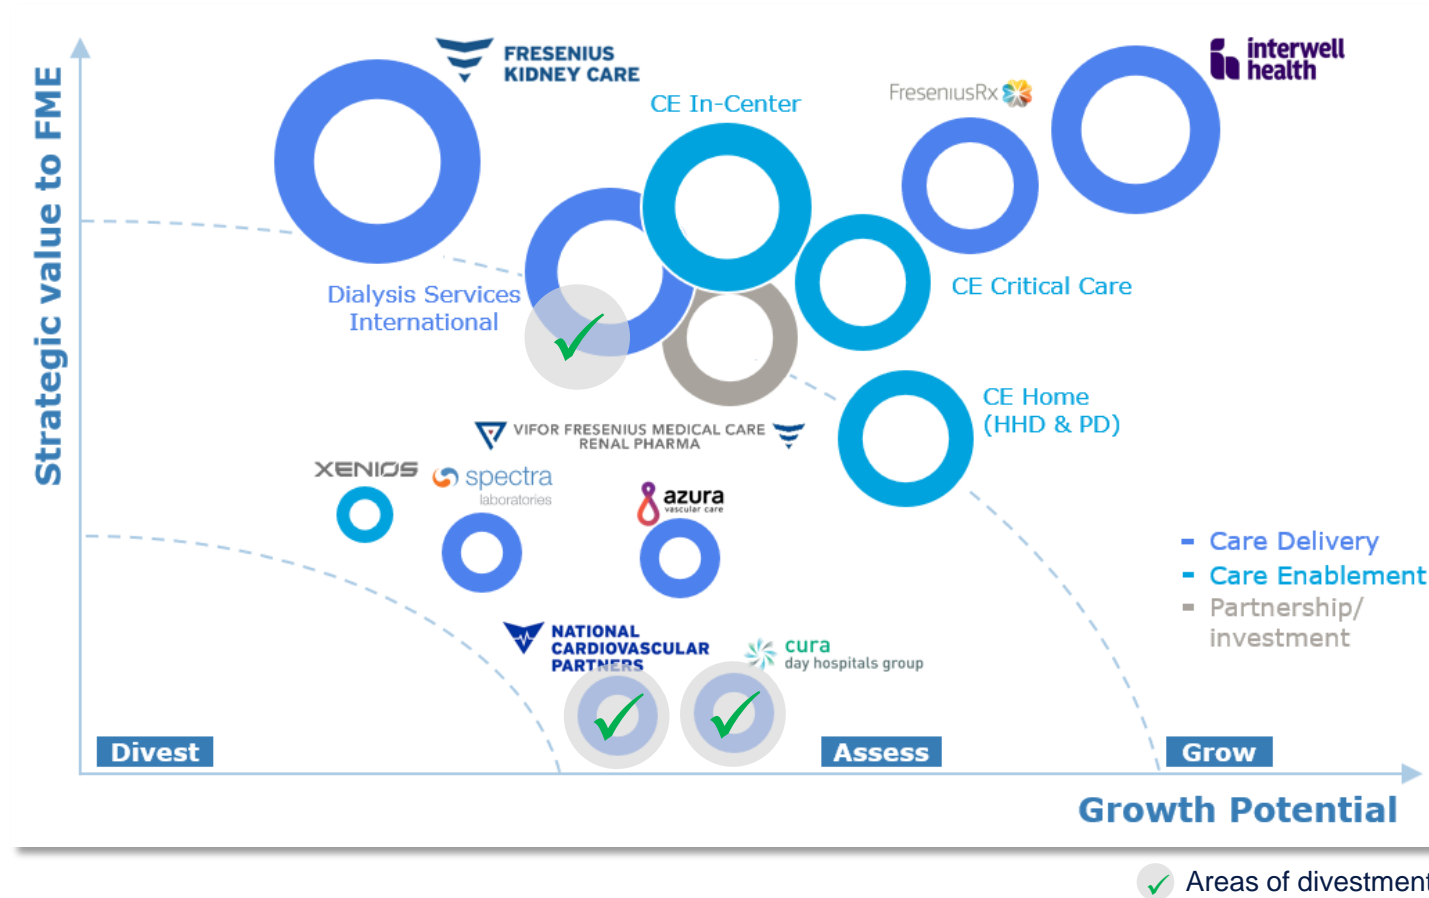 FRESENIUS
KIDNEY CARE
interwell
health
FreseniusRx
CE In-Center
Strategic value to FME
Dialysis Services
International
CE Critical Care
CE Home
(HHD & PD)
VIFOR FRESENIUS MEDICAL CARE
RENAL PHARMA
XENIOS
spectra
laboratories
azura
vascular care
Care Delivery
Care Enablement
Partnership/
investment
NATIONAL
CARDIOVASCULAR
PARTNERS
cura
day hospitals group
Divest
Assess
Grow
Growth Potential
Areas of divestment